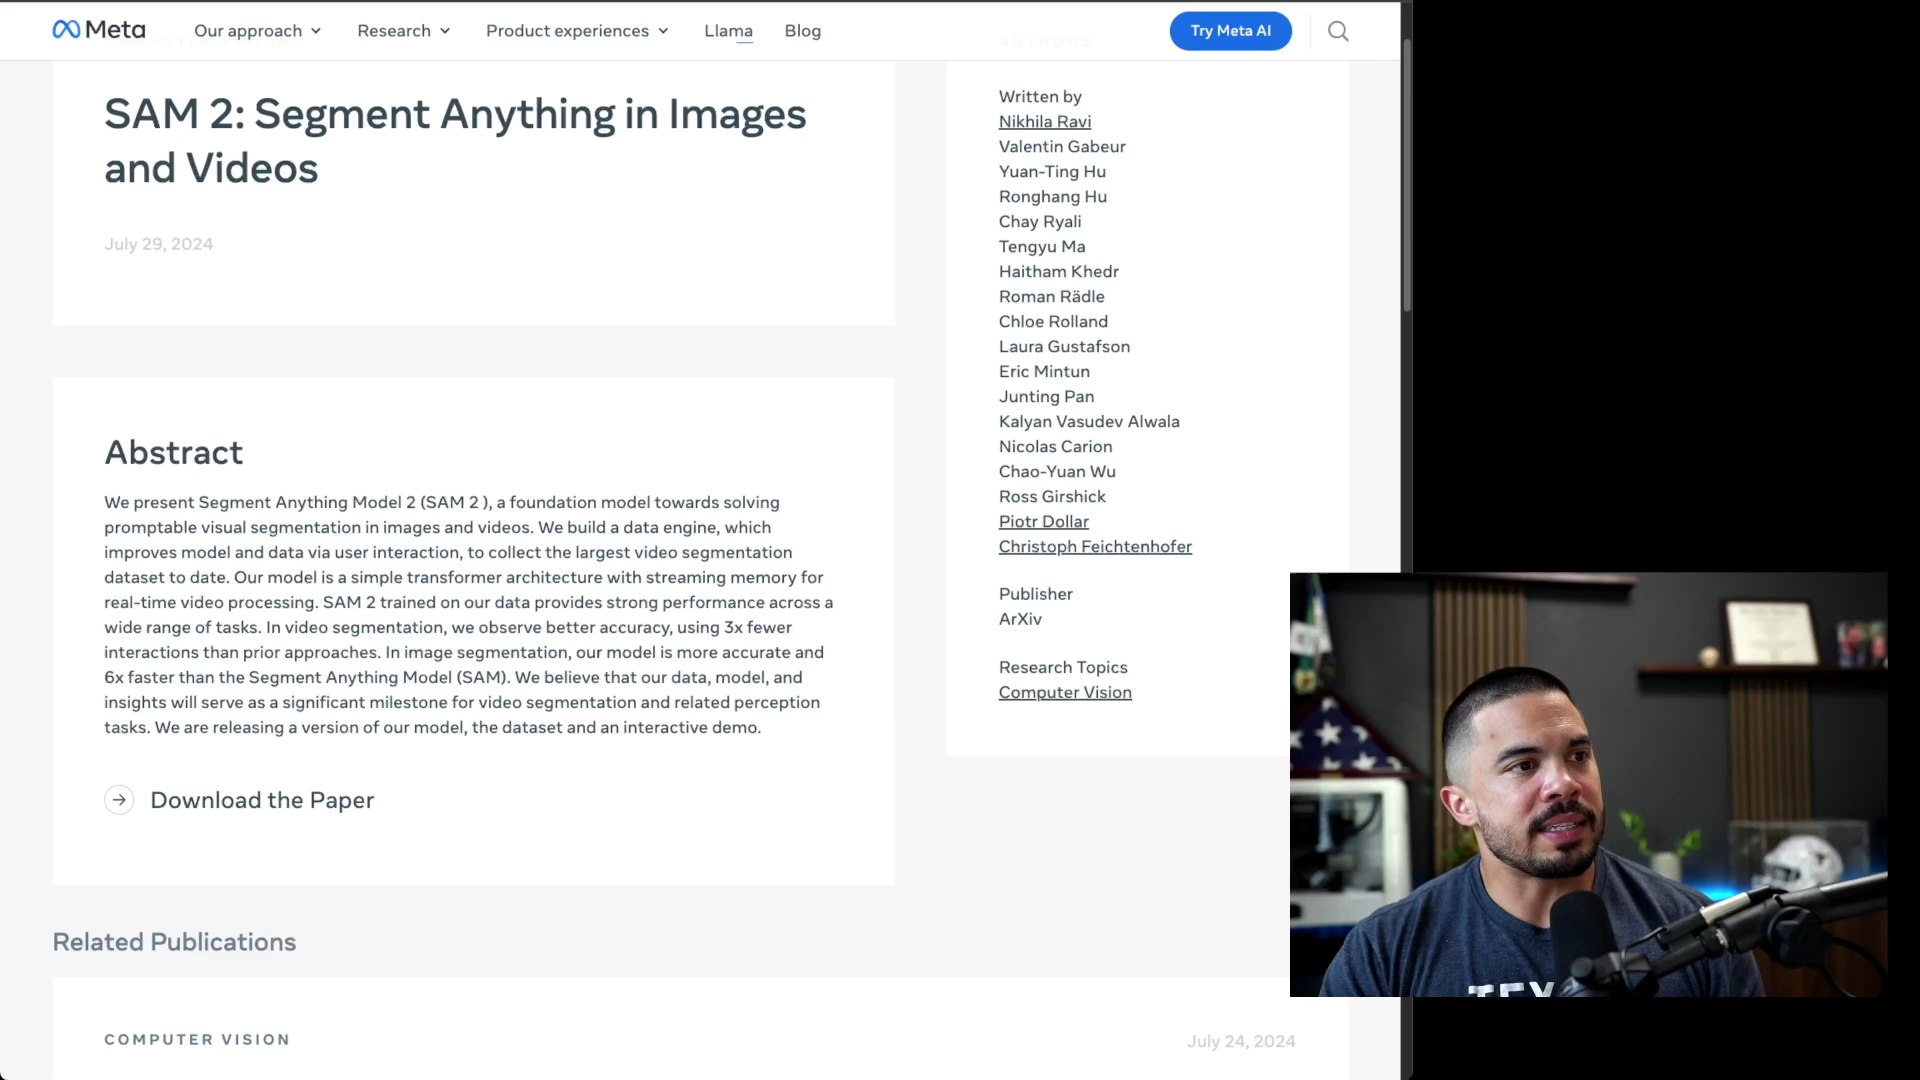 Meta
Our approach
Research
Product experiences
Llama
Blog
Try Meta AI
SAM 2: Segment Anything in Images
and Videos
July 29, 2024
Abstract
We present Segment Anything Model 2 (SAM 2 ), a foundation model towards solving
promptable visual segmentation in images and videos. We build a data engine, which
improves model and data via user interaction, to collect the largest video segmentation
dataset to date. Our model is a simple transformer architecture with streaming memory for
real-time video processing. SAM 2 trained on our data provides strong performance across a
wide range of tasks. In video segmentation, we observe better accuracy, using 3x fewer
interactions than prior approaches. In image segmentation, our model is more accurate and
6x faster than the Segment Anything Model (SAM). We believe that our data, model, and
insights will serve as a significant milestone for video segmentation and related perception
tasks. We are releasing a version of our model, the dataset and an interactive demo.
Download the Paper
AUTHORS
Written by
Nikhila Ravi
Valentin Gabeur
Yuan-Ting Hu
Ronghang Hu
Chay Ryali
Tengyu Ma
Haitham Khedr
Roman Rädle
Chloe Rolland
Laura Gustafson
Eric Mintun
Junting Pan
Kalyan Vasudev Alwala
Nicolas Carion
Chao-Yuan Wu
Ross Girshick
Piotr Dollar
Christoph Feichtenhofer
Publisher
ArXiv
Research Topics
Computer Vision
Related Publications
COMPUTER VISION
July 24, 2024
TEX